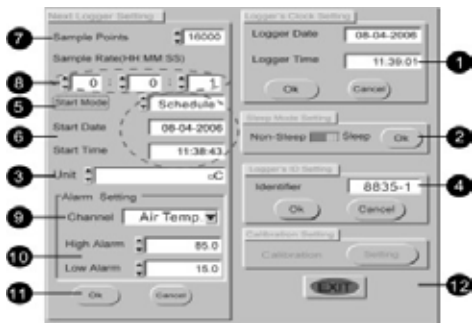 Next Logger Setting
7
Sample Points
16000
Sample Rate(HH:MM:SS)
8
0 : 0 : 1
5
Start Mode
Schedule
6
Start Date
08-04-2006
Start Time
11:38:43
3
Unit
oC
Alarm Setting
9
Channel
Air Temp.
10
High Alarm
85.0
Low Alarm
15.0
11
Ok
Cancel
Logger's Clock Setting
Logger Date
08-04-2006
Logger Time
11:39:01
1
Ok
Cancel
Sleep Mode Setting
Non-Sleep
Sleep
Ok
2
Logger's ID Setting
Identifier
8835-1
4
Ok
Cancel
Calibration Setting
Calibration
Setting
EXIT
12